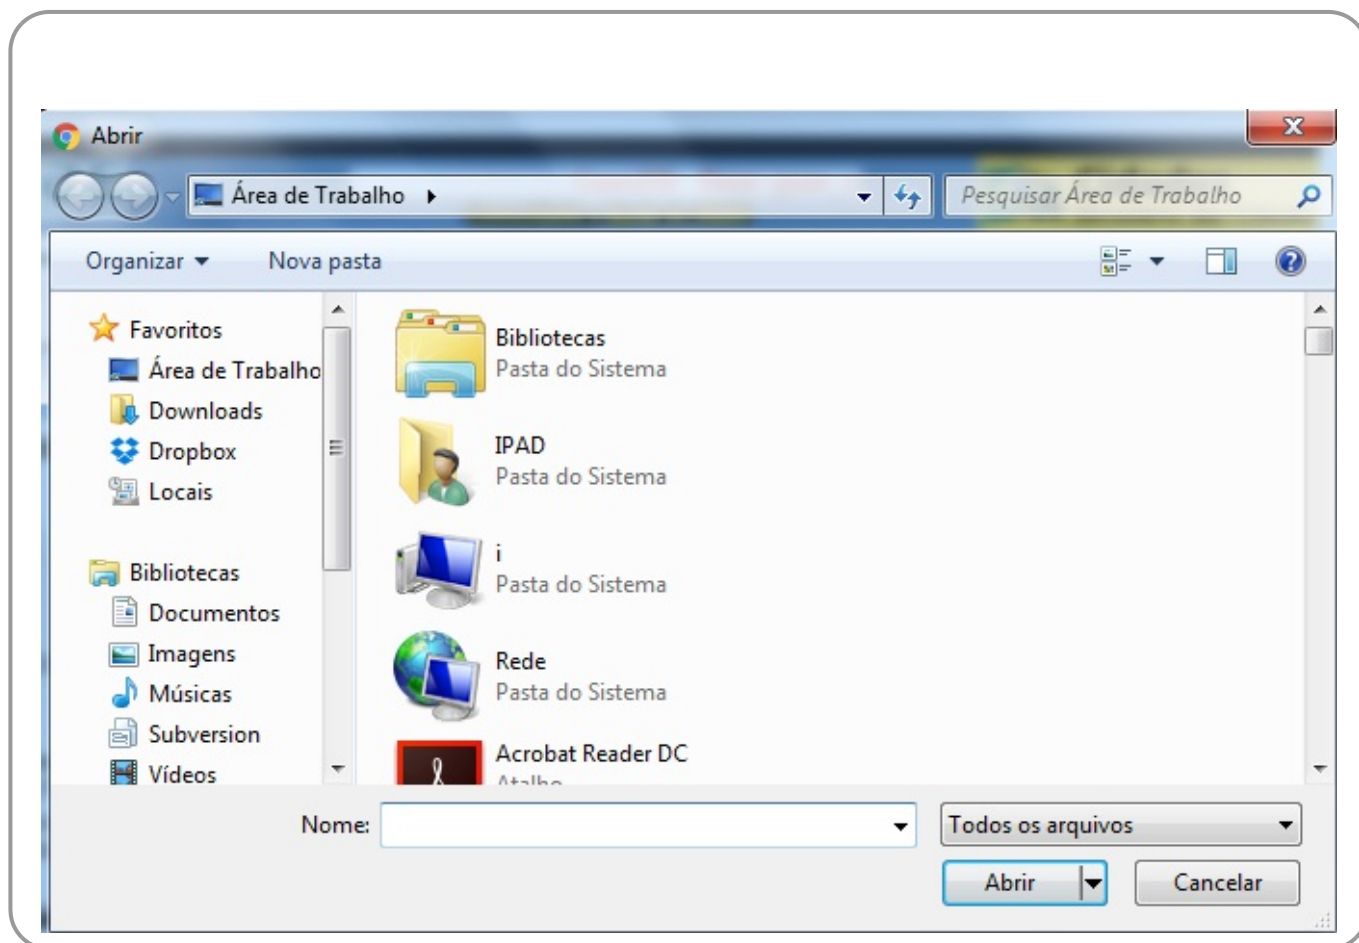 Abrir
Área de Trabalho
Pesquisar Área de Trabalho
Organizar
Nova pasta
Favoritos
Área de Trabalho
Downloads
Dropbox
Locais
Bibliotecas
Documentos
Imagens
Músicas
Subversion
Vídeos
Bibliotecas
Pasta do Sistema
IPAD
Pasta do Sistema
i
Pasta do Sistema
Rede
Pasta do Sistema
Acrobat Reader DC
Atalho
Nome:
Todos os arquivos
Abrir
Cancelar